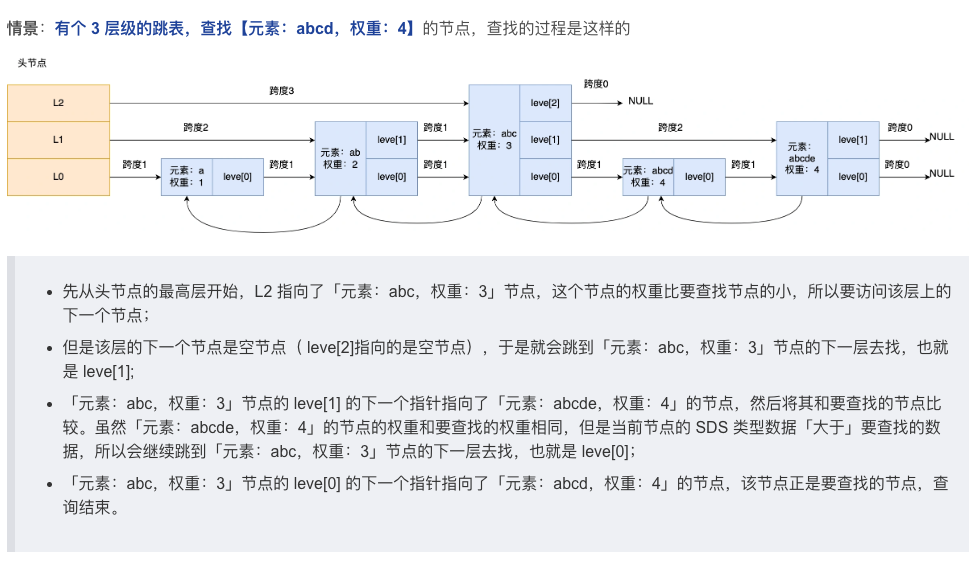 情景：有个 3 层级的跳表，查找【元素：abcd，权重：4】的节点，查找的过程是这样的
头节点
跨度0
L2
跨度3
leve[2]
NULL
跨度2
跨度1
元素：abc
权重：3
跨度2
跨度0
L1
元素：ab
权重：2
leve[1]
leve[1]
元素：
abcde
权重：4
leve[1]
NULL
跨度1
跨度1
跨度1
跨度1
跨度1
跨度0
L0
元素：a
权重：1
leve[0]
leve[0]
leve[0]
元素：abcd
权重：4
leve[0]
leve[0]
NULL
• 先从头节点的最高层开始，L2 指向了「元素：abc，权重：3」节点，这个节点的权重比要查找节点的小，所以要访问该层上的
下一个节点；
• 但是该层的下一个节点是空节点（ leve[2]指向的是空节点），于是就会跳到「元素：abc，权重：3」节点的下一层去找，也就
是 leve[1];
• 「元素：abc，权重：3」节点的 leve[1] 的下一个指针指向了「元素：abcde，权重：4」的节点，然后将其和要查找的节点比
较。虽然「元素：abcde，权重：4」的节点的权重和要查找的权重相同，但是当前节点的 SDS 类型数据「大于」要查找的数
据，所以会继续跳到「元素：abc，权重：3」节点的下一层去找，也就是 leve[0]；
• 「元素：abc，权重：3」节点的 leve[0] 的下一个指针指向了「元素：abcd，权重：4」的节点，该节点正是要查找的节点，查
询结束。